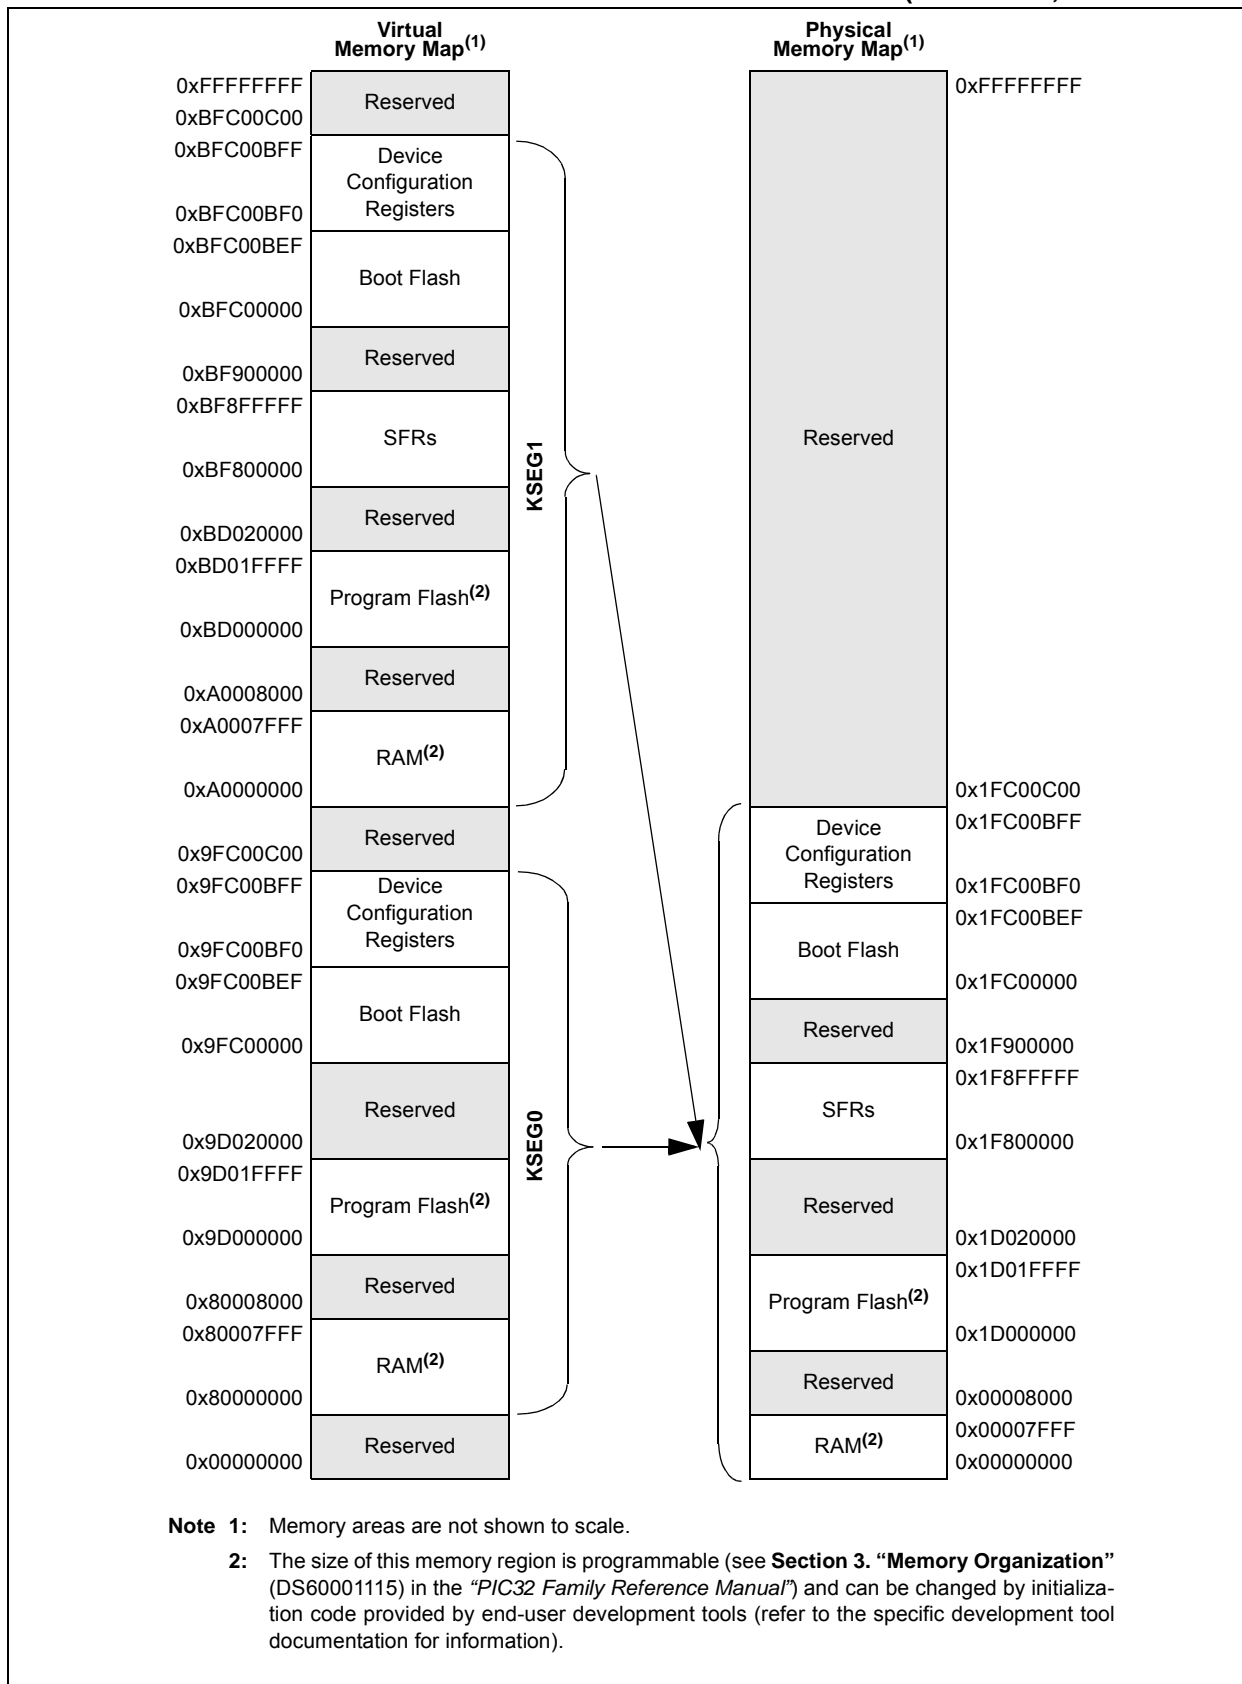 Virtual
Memory Map(1)
Physical
Memory Map(1)
0xFFFFFFFF
Reserved
0xBFC00C00
0xBFC00BFF
Device
Configuration
Registers
0xBFC00BF0
0xBFC00BEF
Boot Flash
0xBFC00000
Reserved
0xBF900000
0xBF8FFFFF
SFRs
0xBF800000
Reserved
0xBD020000
0xBD01FFFF
Program Flash(2)
0xBD000000
Reserved
0xA0008000
0xA0007FFF
RAM(2)
0xA0000000
Reserved
0x9FC00C00
0x9FC00BFF
Device
Configuration
Registers
0x9FC00BF0
0x9FC00BEF
Boot Flash
0x9FC00000
Reserved
0x9D020000
0x9D01FFFF
Program Flash(2)
0x9D000000
Reserved
0x80008000
0x80007FFF
RAM(2)
0x80000000
Reserved
0x00000000
KSEG1
KSEG0
0xFFFFFFFF
Reserved
0x1FC00C00
0x1FC00BFF
Device
Configuration
Registers
0x1FC00BF0
0x1FC00BEF
Boot Flash
0x1FC00000
Reserved
0x1F900000
0x1F8FFFFF
SFRs
0x1F800000
Reserved
0x1D020000
0x1D01FFFF
Program Flash(2)
0x1D000000
Reserved
0x00008000
0x00007FFF
RAM(2)
0x00000000
Note 1: Memory areas are not shown to scale.
2: The size of this memory region is programmable (see Section 3. “Memory Organization”
(DS60001115) in the “PIC32 Family Reference Manual”) and can be changed by initializa-
tion code provided by end-user development tools (refer to the specific development tool
documentation for information).